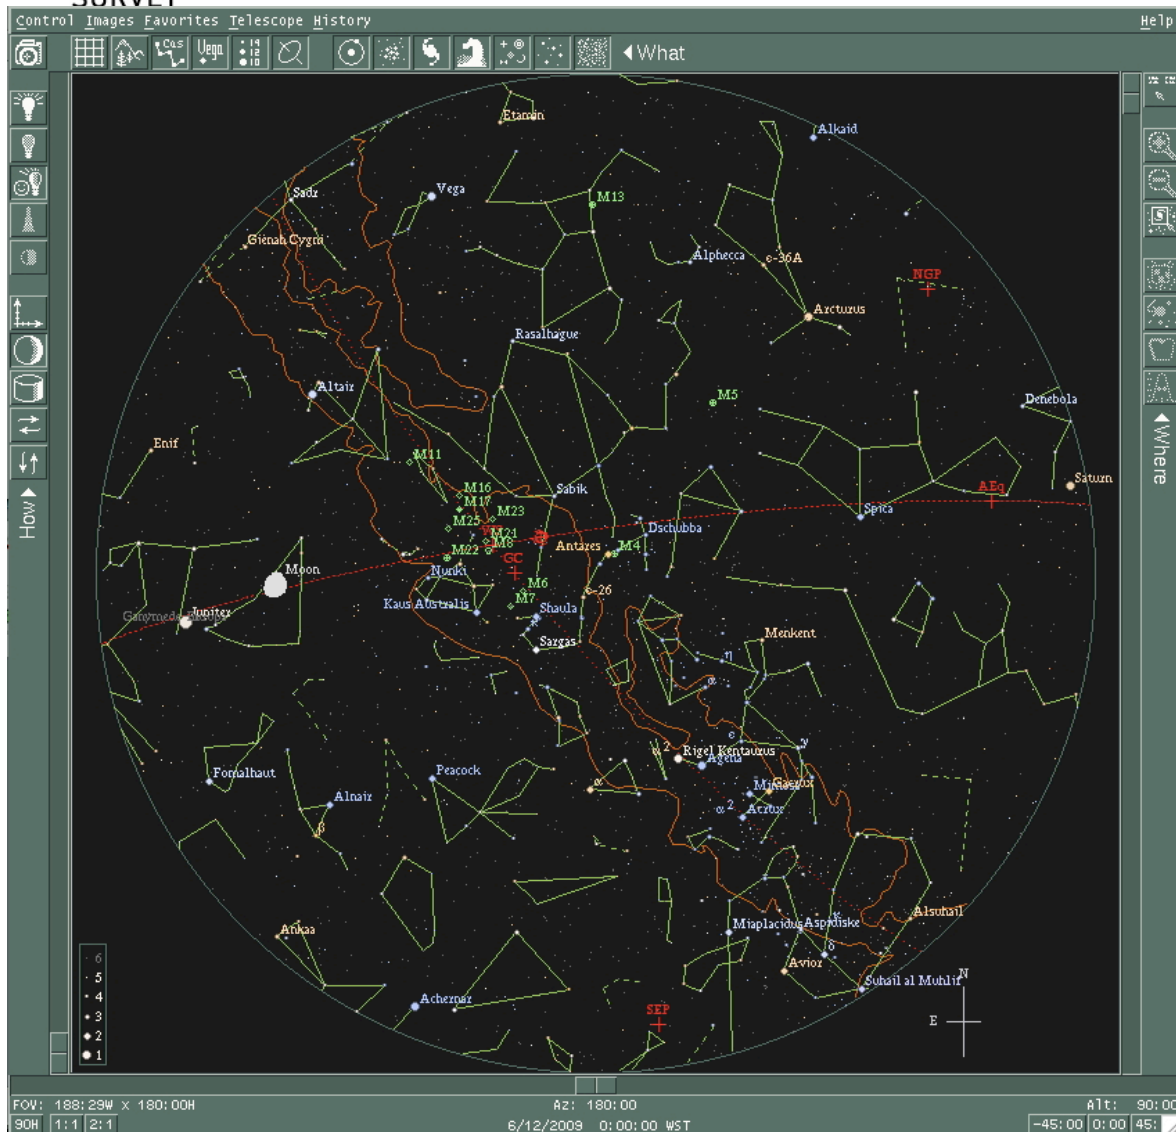 SURVEY
Control Images Favorites Telescope History Help
Cas Vega What
Etamin
Alkaid
Sadr
Vega
M13
Gienah Cygni
Alphecca
ε-36A
NGP
Arcturus
Rasalhague
Altair
M5
Denebola
Enif
M11
Saturn
M16
M17
Sabik
AEq
M23
Spica
M25
M21
Dschubba
M8
Antares
M4
M22
GC
Moon
Nunki
M6
ε-26
Kaus Australis
M7
Jupiter
Shaula
Sargas
Menkent
η
α
ε
γ
α² Rigel Kentaurus
Agena
Fomalhaut
Peacock
α
Mimosa
Gacrux
Alnair
α² Acrux
β
Miaplacidus
Aspidiske
κ
Alsuhail
Ankaa
δ
Avior
Suhail al Muhlif
Achernar
SEP
N
E
6
5
4
3
2
1
How
Where
FOV: 188:29W x 180:00H Az: 180:00 Alt: 90:00
90H 1:1 2:1 6/12/2009 0:00:00 WST -45:00 0:00 45: